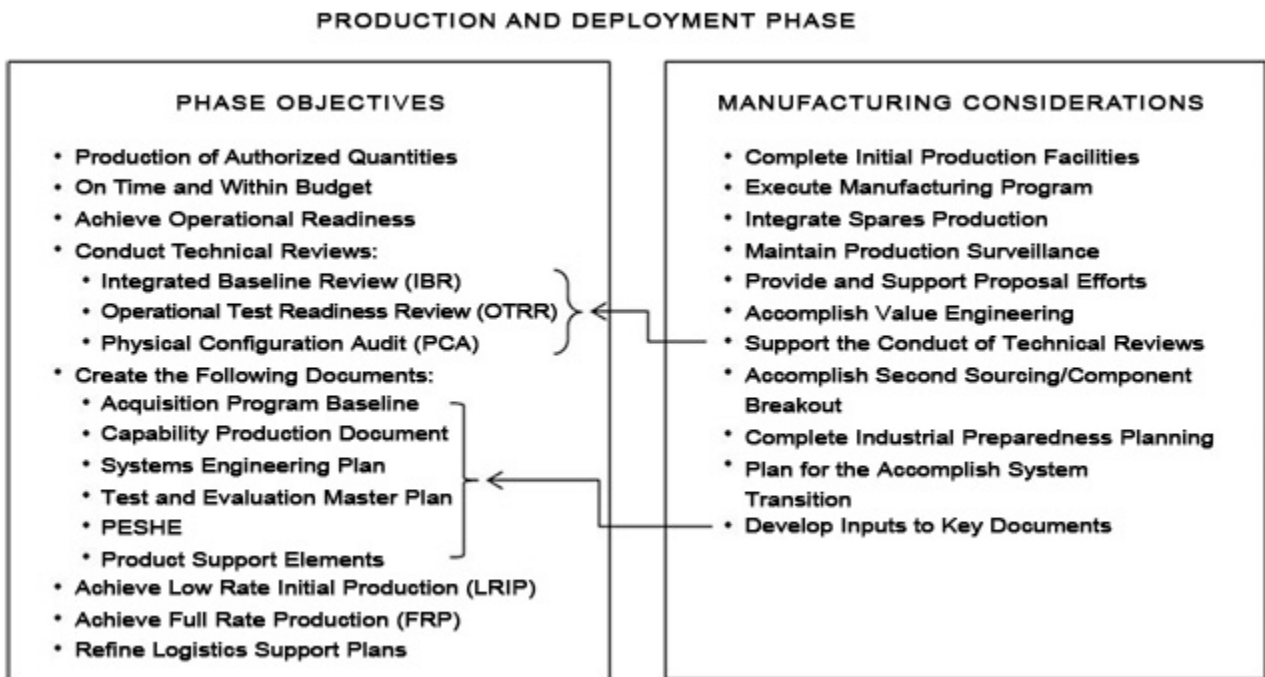 PRODUCTION AND DEPLOYMENT PHASE
PHASE OBJECTIVES
• Production of Authorized Quantities
• On Time and Within Budget
• Achieve Operational Readiness
• Conduct Technical Reviews:
• Integrated Baseline Review (IBR)
• Operational Test Readiness Review (OTRR)
• Physical Configuration Audit (PCA)
• Create the Following Documents:
• Acquisition Program Baseline
• Capability Production Document
• Systems Engineering Plan
• Test and Evaluation Master Plan
• PESHE
• Product Support Elements
• Achieve Low Rate Initial Production (LRIP)
• Achieve Full Rate Production (FRP)
• Refine Logistics Support Plans
MANUFACTURING CONSIDERATIONS
• Complete Initial Production Facilities
• Execute Manufacturing Program
• Integrate Spares Production
• Maintain Production Surveillance
• Provide and Support Proposal Efforts
• Accomplish Value Engineering
• Support the Conduct of Technical Reviews
• Accomplish Second Sourcing/Component
Breakout
• Complete Industrial Preparedness Planning
• Plan for the Accomplish System
Transition
• Develop Inputs to Key Documents